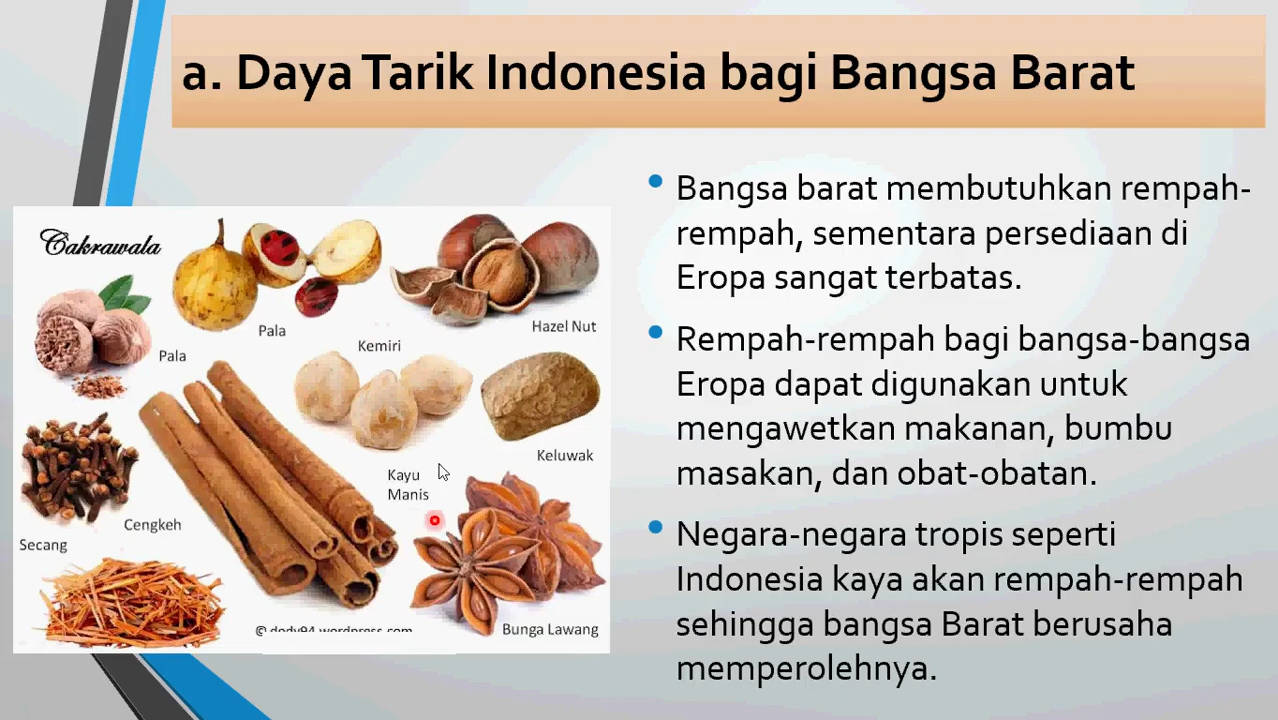 a. Daya Tarik Indonesia bagi Bangsa Barat
Cakrawala
Pala
Hazel Nut
Kemiri
Pala
Keluwak
Kayu
Manis
Cengkeh
Secang
© dody94.wordpress.com
Bunga Lawang
• Bangsa barat membutuhkan rempah-
rempah, sementara persediaan di
Eropa sangat terbatas.
• Rempah-rempah bagi bangsa-bangsa
Eropa dapat digunakan untuk
mengawetkan makanan, bumbu
masakan, dan obat-obatan.
• Negara-negara tropis seperti
Indonesia kaya akan rempah-rempah
sehingga bangsa Barat berusaha
memperolehnya.